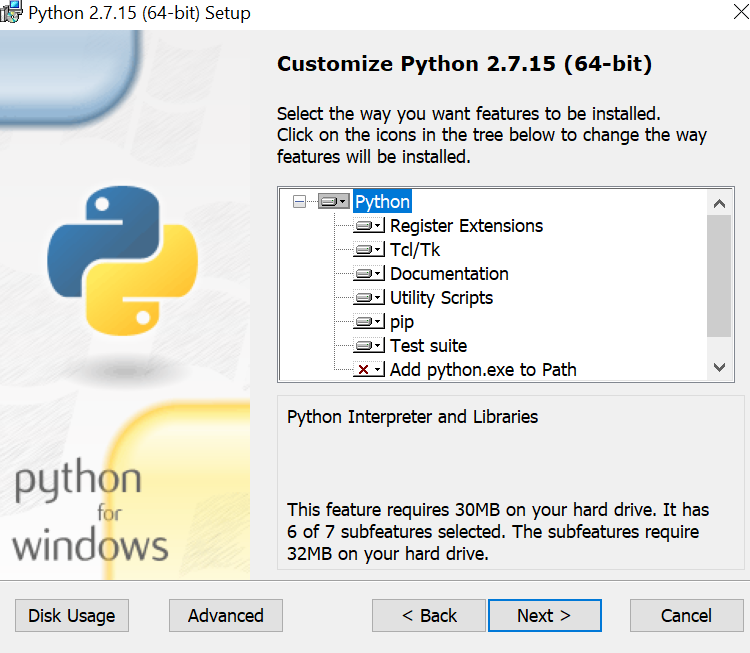 Python 2.7.15 (64-bit) Setup
Customize Python 2.7.15 (64-bit)
Select the way you want features to be installed.
Click on the icons in the tree below to change the way
features will be installed.
Python
Register Extensions
Tcl/Tk
Documentation
Utility Scripts
pip
Test suite
Add python.exe to Path
Python Interpreter and Libraries
This feature requires 30MB on your hard drive. It has
6 of 7 subfeatures selected. The subfeatures require
32MB on your hard drive.
python
for
windows
Disk Usage
Advanced
< Back
Next >
Cancel